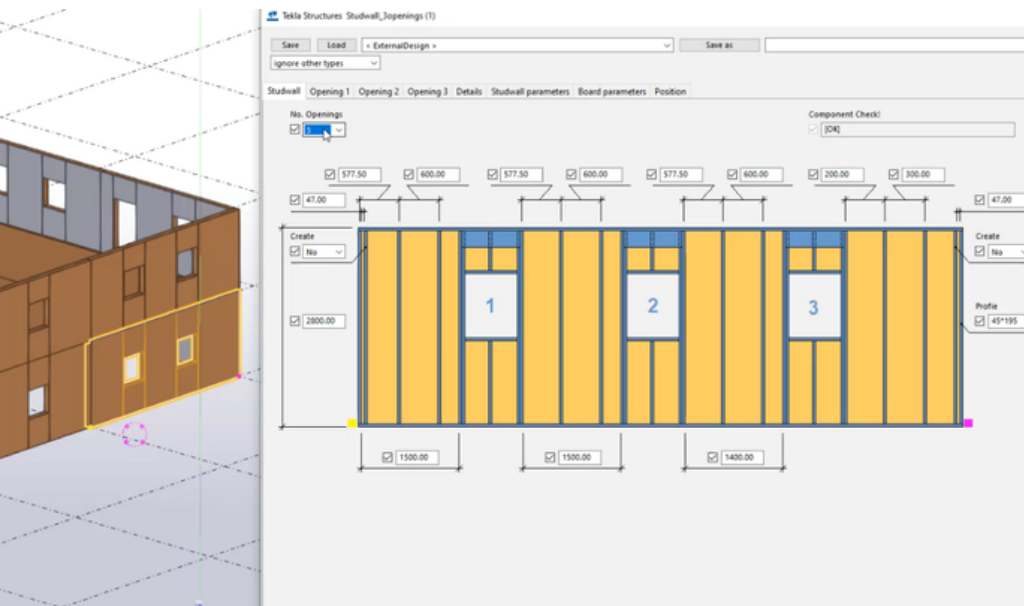 Tekla Structures Studwall_3openings (1)
Save Load < ExternalDesign > Save as
ignore other types
Studwall Opening 1 Opening 2 Opening 3 Details Studwall parameters Board parameters Position
No. Openings Component Check!
3 [OK]
577.50 600.00 577.50 600.00 577.50 600.00 200.00 300.00
47.00 47.00
Create Create
No No
1 2 3
Profile
2800.00 45*195
1500.00 1500.00 1400.00